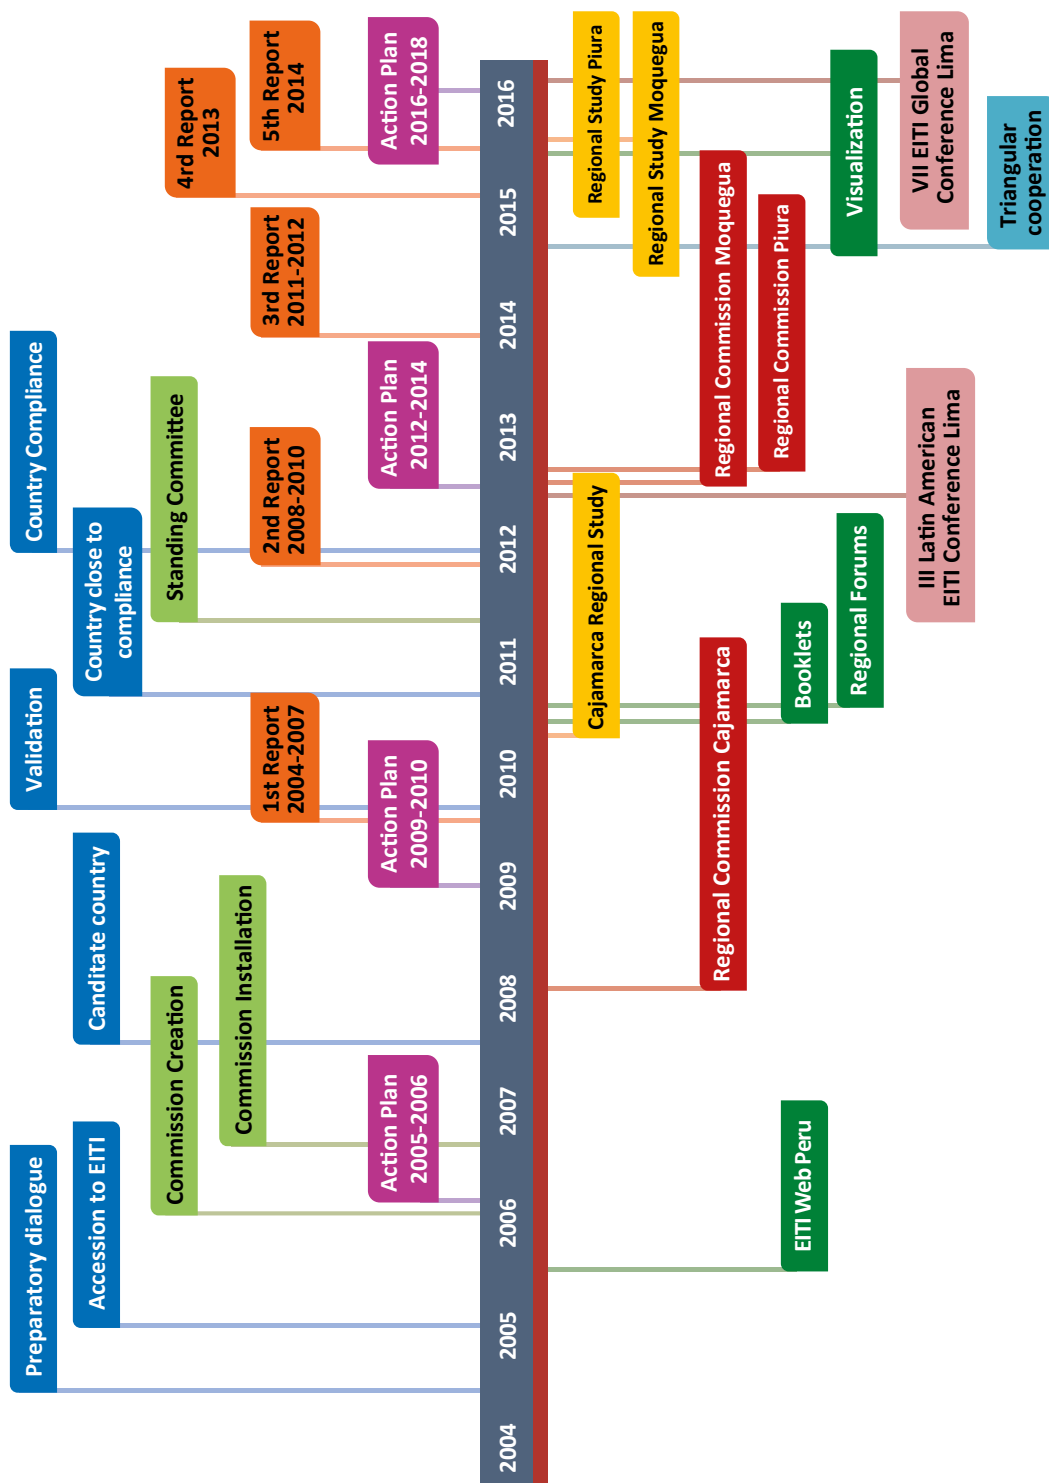 Preparatory dialogue
Accession to EITI
Canditate country
Validation
Country close to
compliance
Country Compliance
Commission Creation
Commission Installation
Standing Committee
1st Report
2004-2007
2nd Report
2008-2010
3rd Report
2011-2012
4rd Report
2013
5th Report
2014
Action Plan
2005-2006
Action Plan
2009-2010
Action Plan
2012-2014
Action Plan
2016-2018
2004
2005
2006
2007
2008
2009
2010
2011
2012
2013
2014
2015
2016
Cajamarca Regional Study
Regional Study Piura
Regional Study Moquegua
Regional Commission Cajamarca
Regional Commission Moquegua
Regional Commission Piura
EITI Web Peru
Booklets
Regional Forums
Visualization
III Latin American
EITI Conference Lima
VII EITI Global
Conference Lima
Triangular
cooperation